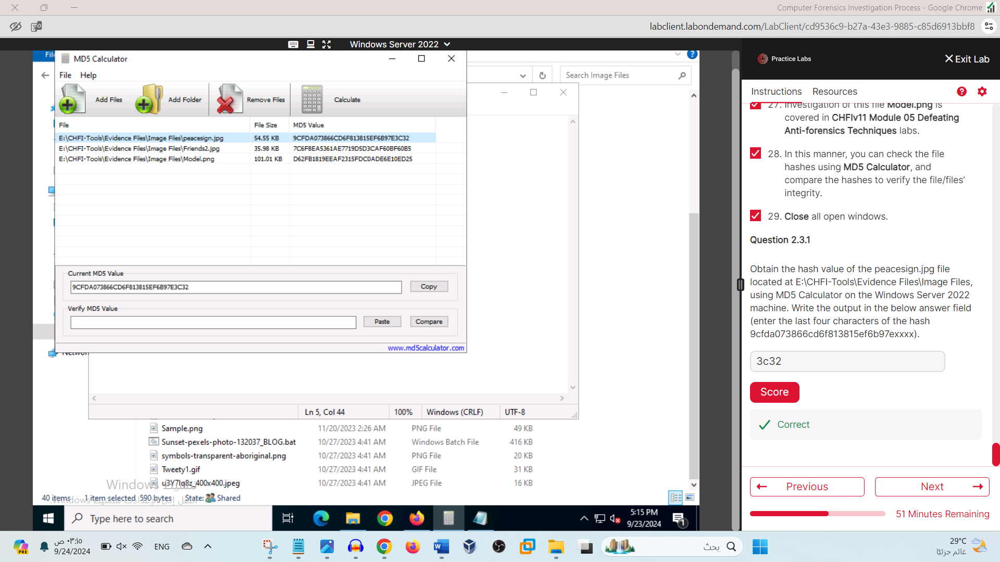 Computer Forensics Investigation Process - Google Chrome
labclient.labondemand.com/LabClient/cd9536c9-b27a-43e3-9885-c85d6913bbf8
Windows Server 2022
File
MD5 Calculator
File Help
Add Files
Add Folder
Remove Files
Calculate
File File Size MD5 Value
E:\CHFI-Tools\Evidence Files\Image Files\peacesign.jpg 54.55 KB 9CFDA073866CD6F813815EF6B97E3C32
E:\CHFI-Tools\Evidence Files\Image Files\Friends2.jpg 35.98 KB 7C6F8EA5361AE7719D5D3CAF60BF60B5
E:\CHFI-Tools\Evidence Files\Image Files\Model.png 101.01 KB D62FB1819EEAF2315FDC0ADE6E10ED25
Current MD5 Value
9CFDA073866CD6F813815EF6B97E3C32
Copy
Verify MD5 Value
Paste
Compare
www.md5calculator.com
Search Image Files
Network
Ln 5, Col 44 100% Windows (CRLF) UTF-8
Sample.png 11/20/2023 2:26 AM PNG File 49 KB
Sunset-pexels-photo-132037_BLOG.bat 10/27/2023 4:41 AM Windows Batch File 416 KB
symbols-transparent-aboriginal.png 10/27/2023 4:41 AM PNG File 20 KB
Tweety1.gif 10/27/2023 4:41 AM GIF File 31 KB
u3Y7lq8z_400x400.jpeg 10/27/2023 4:41 AM JPEG File 16 KB
تنشيط Windows
انتقل إلى الإعدادات لتنشيط Windows.
40 items 1 item selected 590 bytes State: Shared
Type here to search
5:15 PM
9/23/2024
1
Practice Labs
Exit Lab
Instructions Resources
27. Investigation of this file Model.png is
covered in CHFIv11 Module 05 Defeating
Anti-forensics Techniques labs.
28. In this manner, you can check the file
hashes using MD5 Calculator, and
compare the hashes to verify the file/files’
integrity.
29. Close all open windows.
Question 2.3.1
Obtain the hash value of the peacesign.jpg file
located at E:\CHFI-Tools\Evidence Files\Image Files,
using MD5 Calculator on the Windows Server 2022
machine. Write the output in the below answer field
(enter the last four characters of the hash
9cfda073866cd6f813815ef6b97exxxx).
3c32
Score
Correct
Previous
Next
51 Minutes Remaining
PRE
٠٣:١٥ ص
9/24/2024
ENG
بحث
29°C
غائم جزئيًا